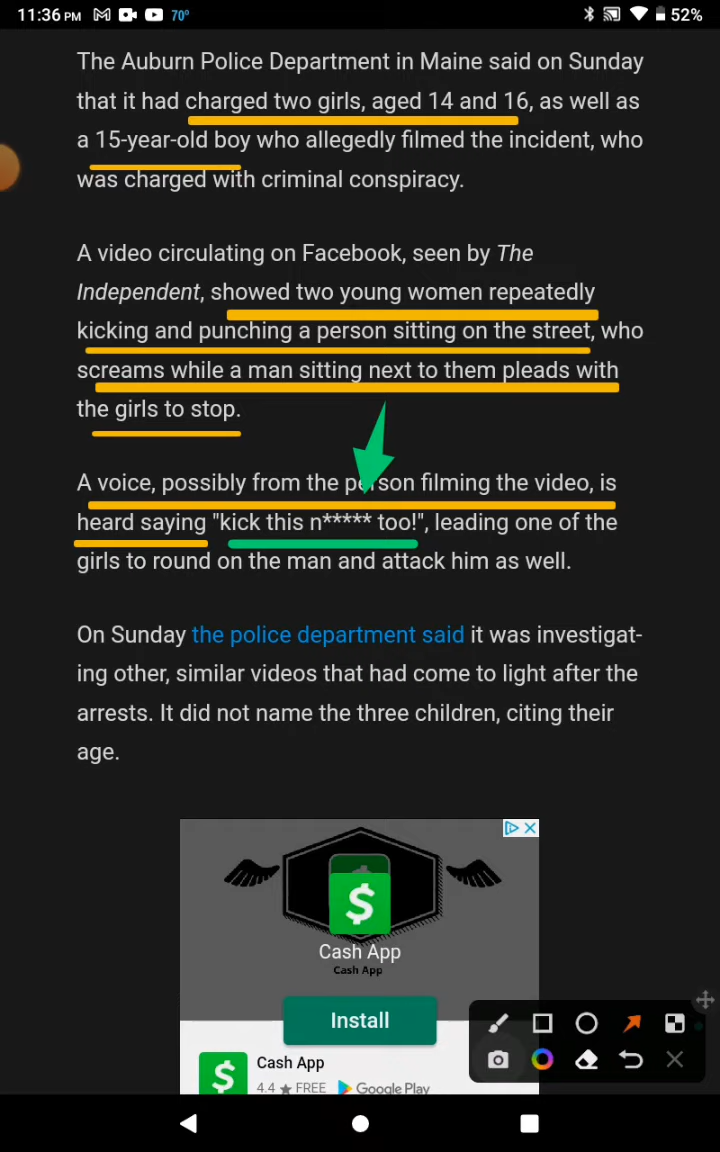 11:36 PM 70° 52%
The Auburn Police Department in Maine said on Sunday
that it had charged two girls, aged 14 and 16, as well as
a 15-year-old boy who allegedly filmed the incident, who
was charged with criminal conspiracy.
A video circulating on Facebook, seen by The
Independent, showed two young women repeatedly
kicking and punching a person sitting on the street, who
screams while a man sitting next to them pleads with
the girls to stop.
A voice, possibly from the person filming the video, is
heard saying "kick this n***** too!", leading one of the
girls to round on the man and attack him as well.
On Sunday the police department said it was investigat-
ing other, similar videos that had come to light after the
arrests. It did not name the three children, citing their
age.
$
Cash App
Cash App
Install
$
Cash App
4.4 ★ FREE Google Play